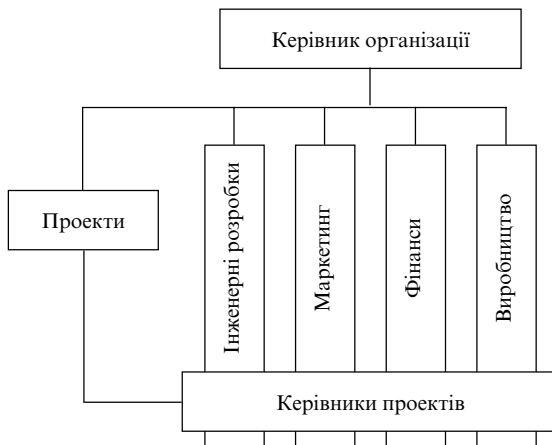 Керівник організації
Проекти
Інженерні розробки
Маркетинг
Фінанси
Виробництво
Керівники проектів